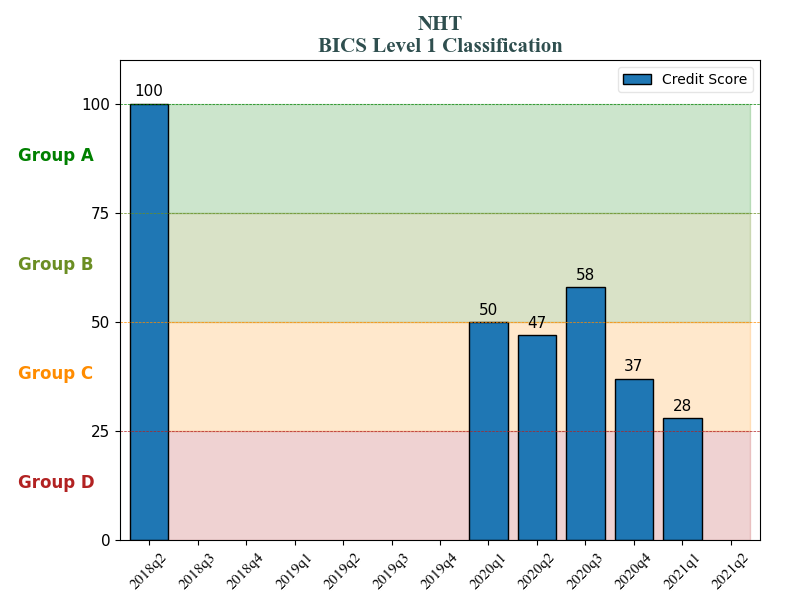 NHT
BICS Level 1 Classification
Credit Score
100
Group A
75
Group B
50
Group C
25
Group D
0
100
50
47
58
37
28
2018q2
2018q3
2018q4
2019q1
2019q2
2019q3
2019q4
2020q1
2020q2
2020q3
2020q4
2021q1
2021q2